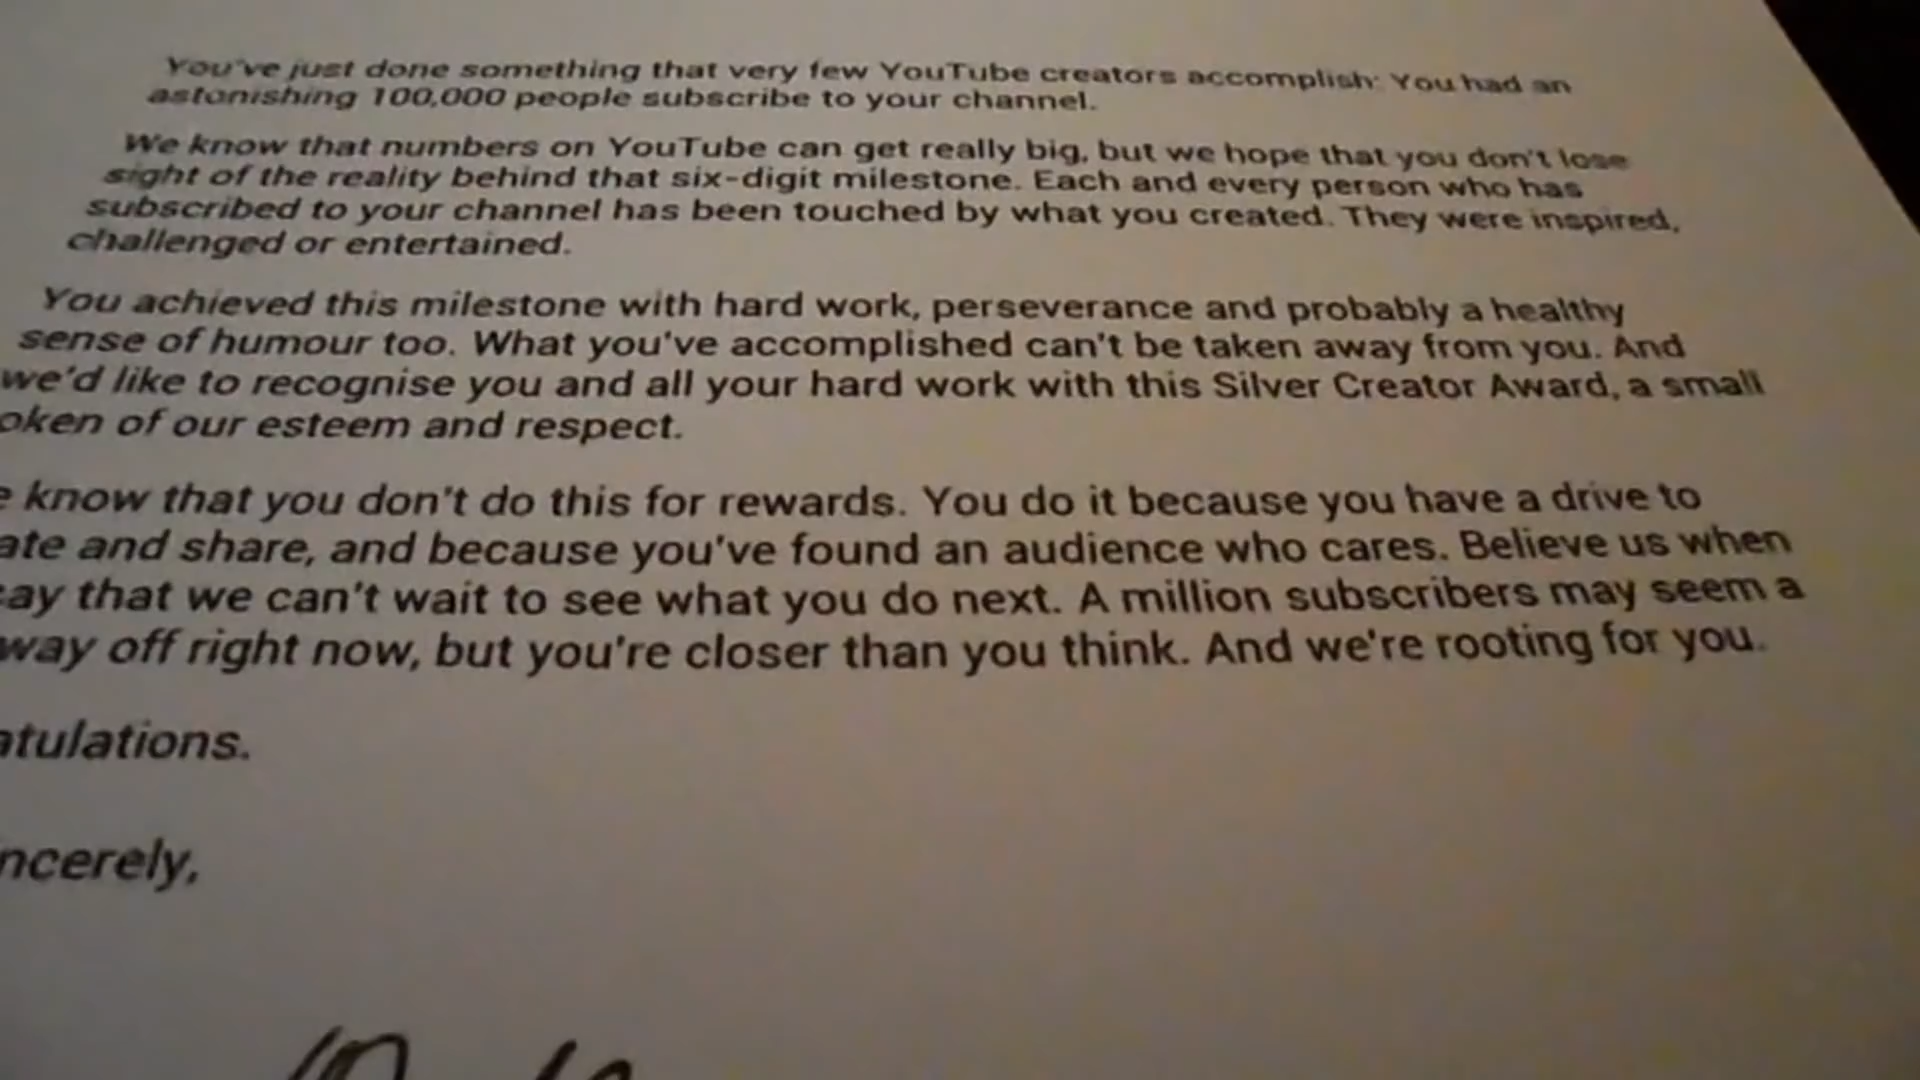 You've just done something that very few YouTube creators accomplish: You had an
astonishing 100,000 people subscribe to your channel.
We know that numbers on YouTube can get really big, but we hope that you don't lose
sight of the reality behind that six-digit milestone. Each and every person who has
subscribed to your channel has been touched by what you created. They were inspired,
challenged or entertained.
You achieved this milestone with hard work, perseverance and probably a healthy
sense of humour too. What you've accomplished can't be taken away from you. And
we'd like to recognise you and all your hard work with this Silver Creator Award, a small
oken of our esteem and respect.
e know that you don't do this for rewards. You do it because you have a drive to
ate and share, and because you've found an audience who cares. Believe us when
ay that we can't wait to see what you do next. A million subscribers may seem a
way off right now, but you're closer than you think. And we're rooting for you.
atulations.
ncerely,